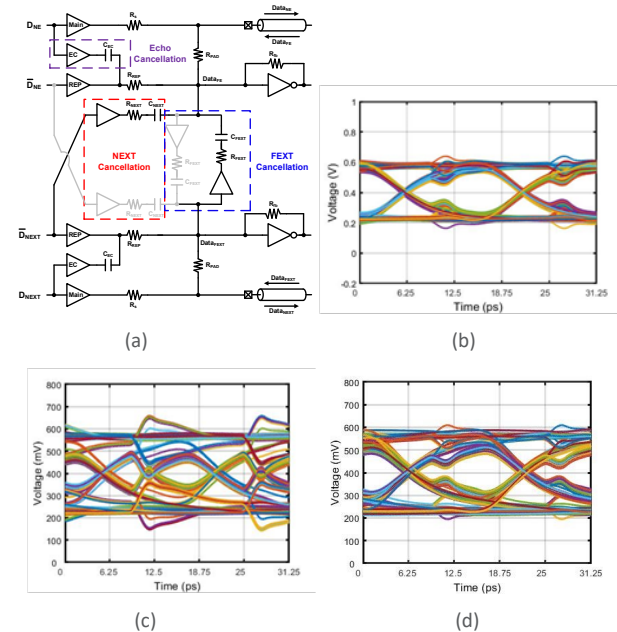 D_NE Main R_s Data_NE
Data_FE
EC C_EC Echo Cancellation
R_PAD
R_fb
D̅_NE REP R_REP Data_FE
R_NEXT C_NEXT
C_FEXT
R_FEXT
NEXT Cancellation
FEXT Cancellation
R_FEXT
C_FEXT
R_NEXT C_NEXT
R_fb
D̅_NEXT REP R_REP Data_FEXT
EC C_EC
R_PAD
Data_FEXT
D_NEXT Main R_s
Data_NEXT
(a)
1
0.8
0.6
0.4
0.2
0
-0.2
Voltage (V)
0 6.25 12.5 18.75 25 31.25
Time (ps)
(b)
800
700
600
500
400
300
200
100
0
Voltage (mV)
0 6.25 12.5 18.75 25 31.25
Time (ps)
(c)
800
700
600
500
400
300
200
100
0
Voltage (mV)
0 6.25 12.5 18.75 25 31.25
Time (ps)
(d)